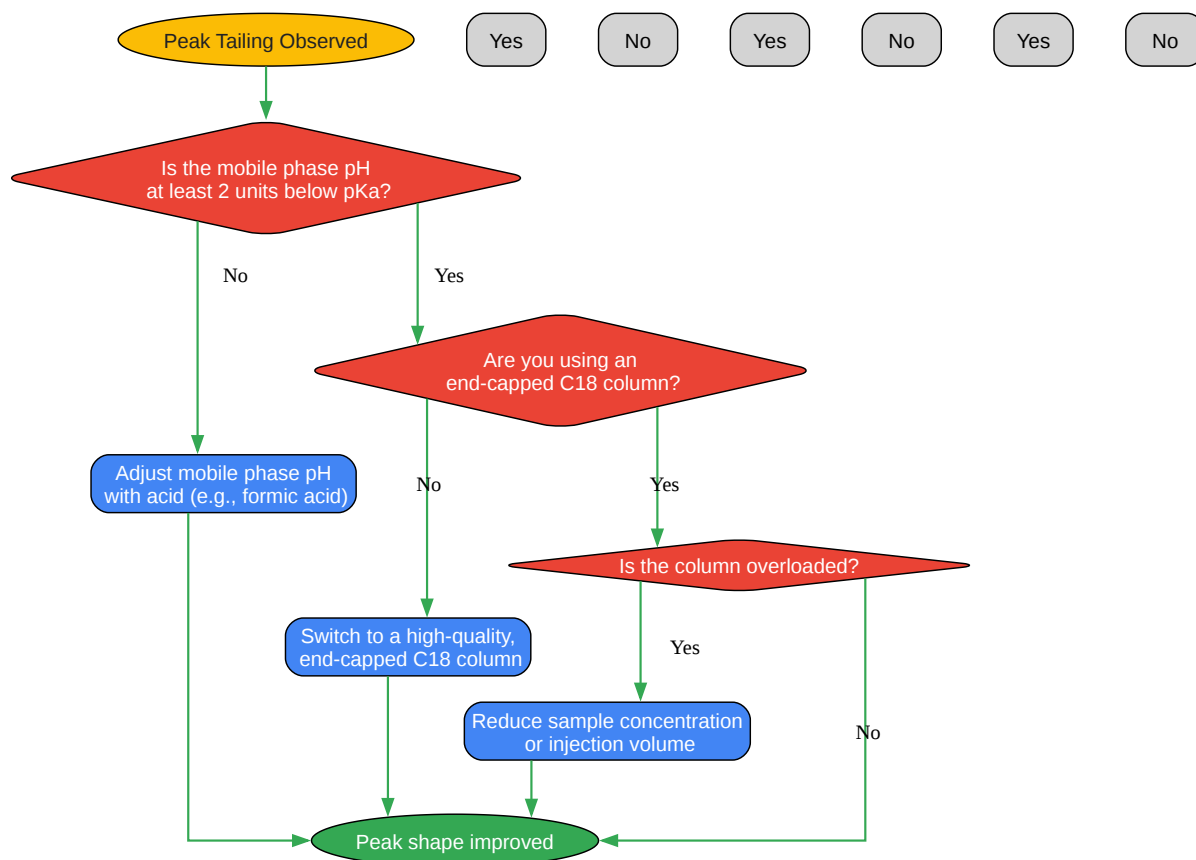 Peak Tailing Observed
Yes
No
Yes
No
Yes
No
Is the mobile phase pH
at least 2 units below pKa?
No
Yes
Are you using an
end-capped C18 column?
Adjust mobile phase pH
with acid (e.g., formic acid)
No
Yes
Is the column overloaded?
Switch to a high-quality,
end-capped C18 column
Yes
Reduce sample concentration
or injection volume
No
Peak shape improved